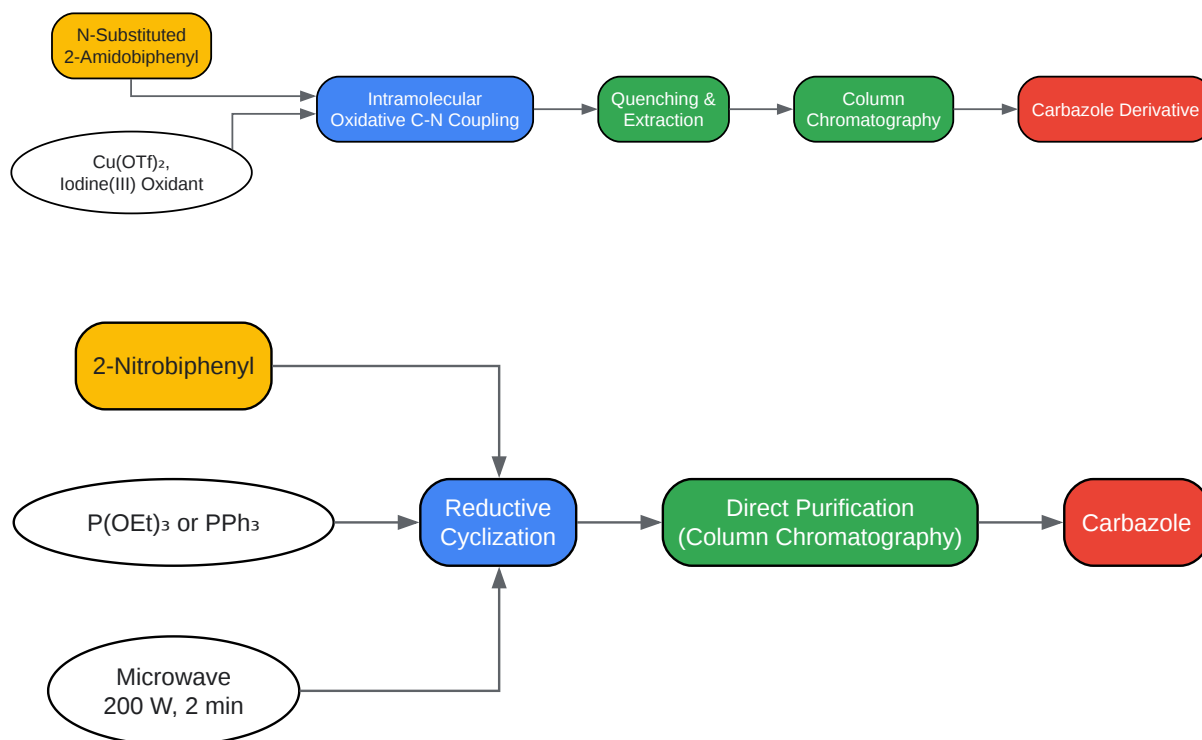 N-Substituted
2-Amidobiphenyl
Cu(OTf)₂,
Iodine(III) Oxidant
Intramolecular
Oxidative C-N Coupling
Quenching &
Extraction
Column
Chromatography
Carbazole Derivative
2-Nitrobiphenyl
P(OEt)₃ or PPh₃
Microwave
200 W, 2 min
Reductive
Cyclization
Direct Purification
(Column Chromatography)
Carbazole